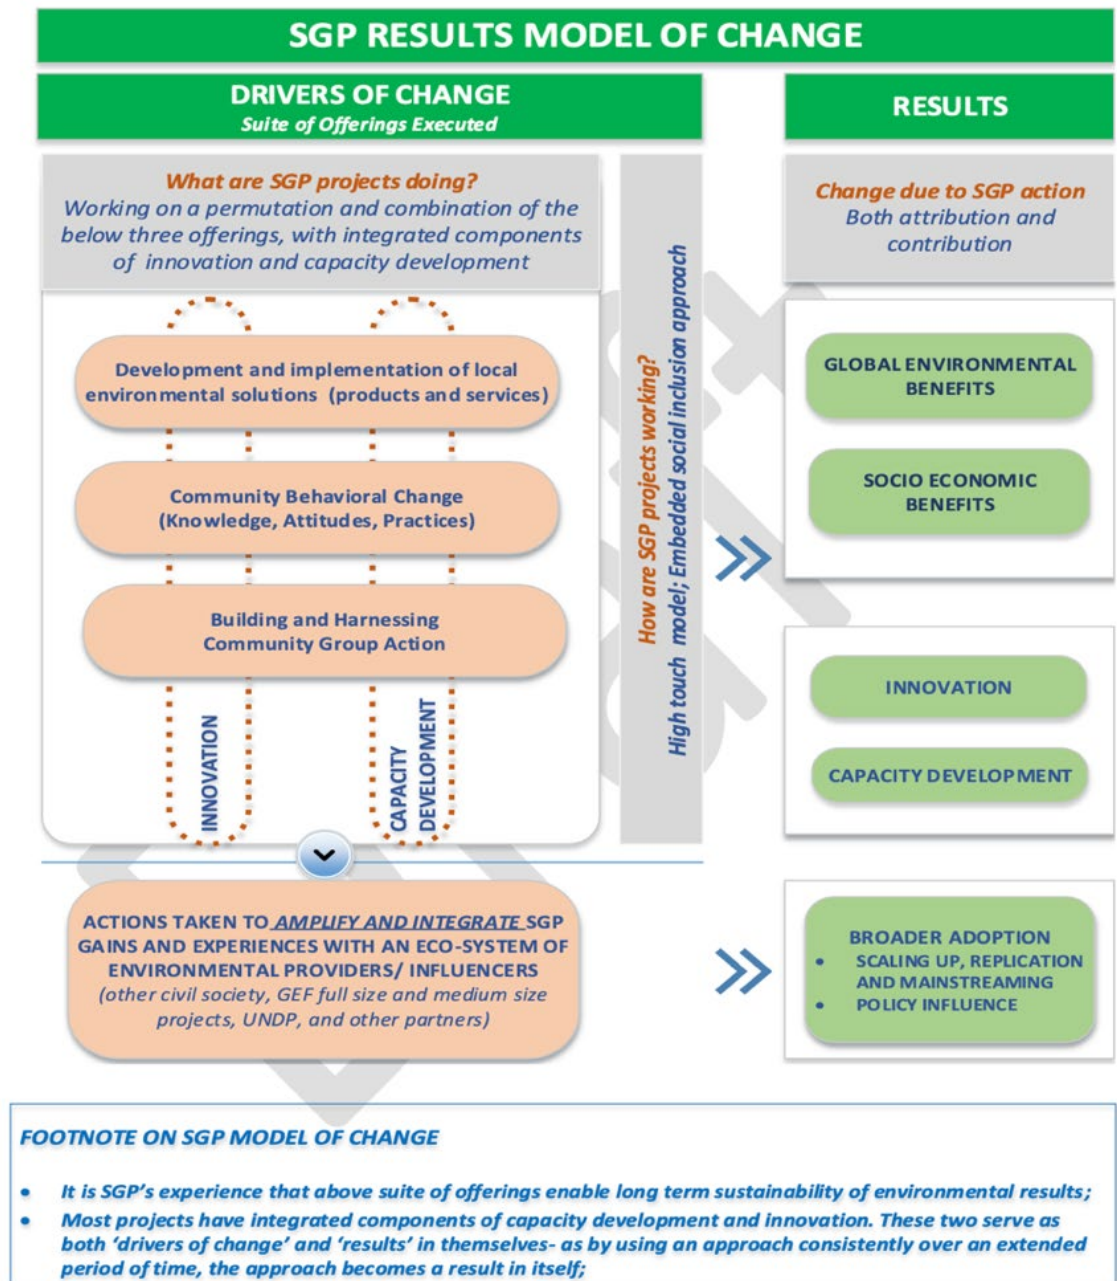 SGP RESULTS MODEL OF CHANGE
DRIVERS OF CHANGE
Suite of Offerings Executed
RESULTS
What are SGP projects doing?
Working on a permutation and combination of the
below three offerings, with integrated components
of innovation and capacity development
Change due to SGP action
Both attribution and
contribution
Development and implementation of local
environmental solutions (products and services)
Community Behavioral Change
(Knowledge, Attitudes, Practices)
Building and Harnessing
Community Group Action
INNOVATION
CAPACITY
DEVELOPMENT
How are SGP projects working?
High touch model; Embedded social inclusion approach
GLOBAL ENVIRONMENTAL
BENEFITS
SOCIO ECONOMIC
BENEFITS
INNOVATION
CAPACITY DEVELOPMENT
ACTIONS TAKEN TO AMPLIFY AND INTEGRATE SGP
GAINS AND EXPERIENCES WITH AN ECO-SYSTEM OF
ENVIRONMENTAL PROVIDERS/ INFLUENCERS
(other civil society, GEF full size and medium size
projects, UNDP, and other partners)
BROADER ADOPTION
• SCALING UP, REPLICATION
AND MAINSTREAMING
• POLICY INFLUENCE
FOOTNOTE ON SGP MODEL OF CHANGE
• It is SGP's experience that above suite of offerings enable long term sustainability of environmental results;
• Most projects have integrated components of capacity development and innovation. These two serve as
both 'drivers of change' and 'results' in themselves- as by using an approach consistently over an extended
period of time, the approach becomes a result in itself;